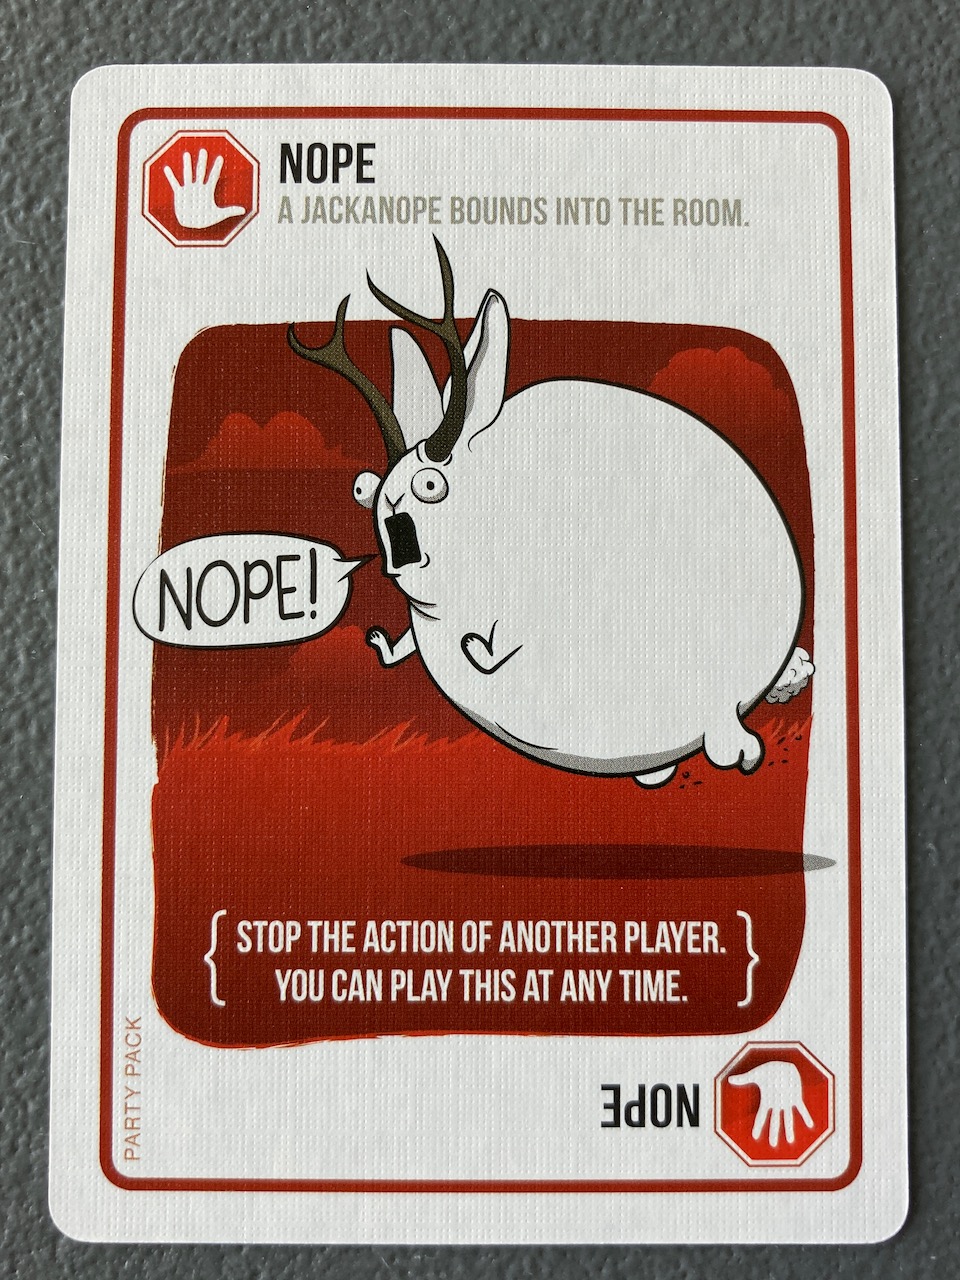 NOPE
A JACKANOPE BOUNDS INTO THE ROOM.
NOPE!
STOP THE ACTION OF ANOTHER PLAYER.
YOU CAN PLAY THIS AT ANY TIME.
PARTY PACK
NOPE